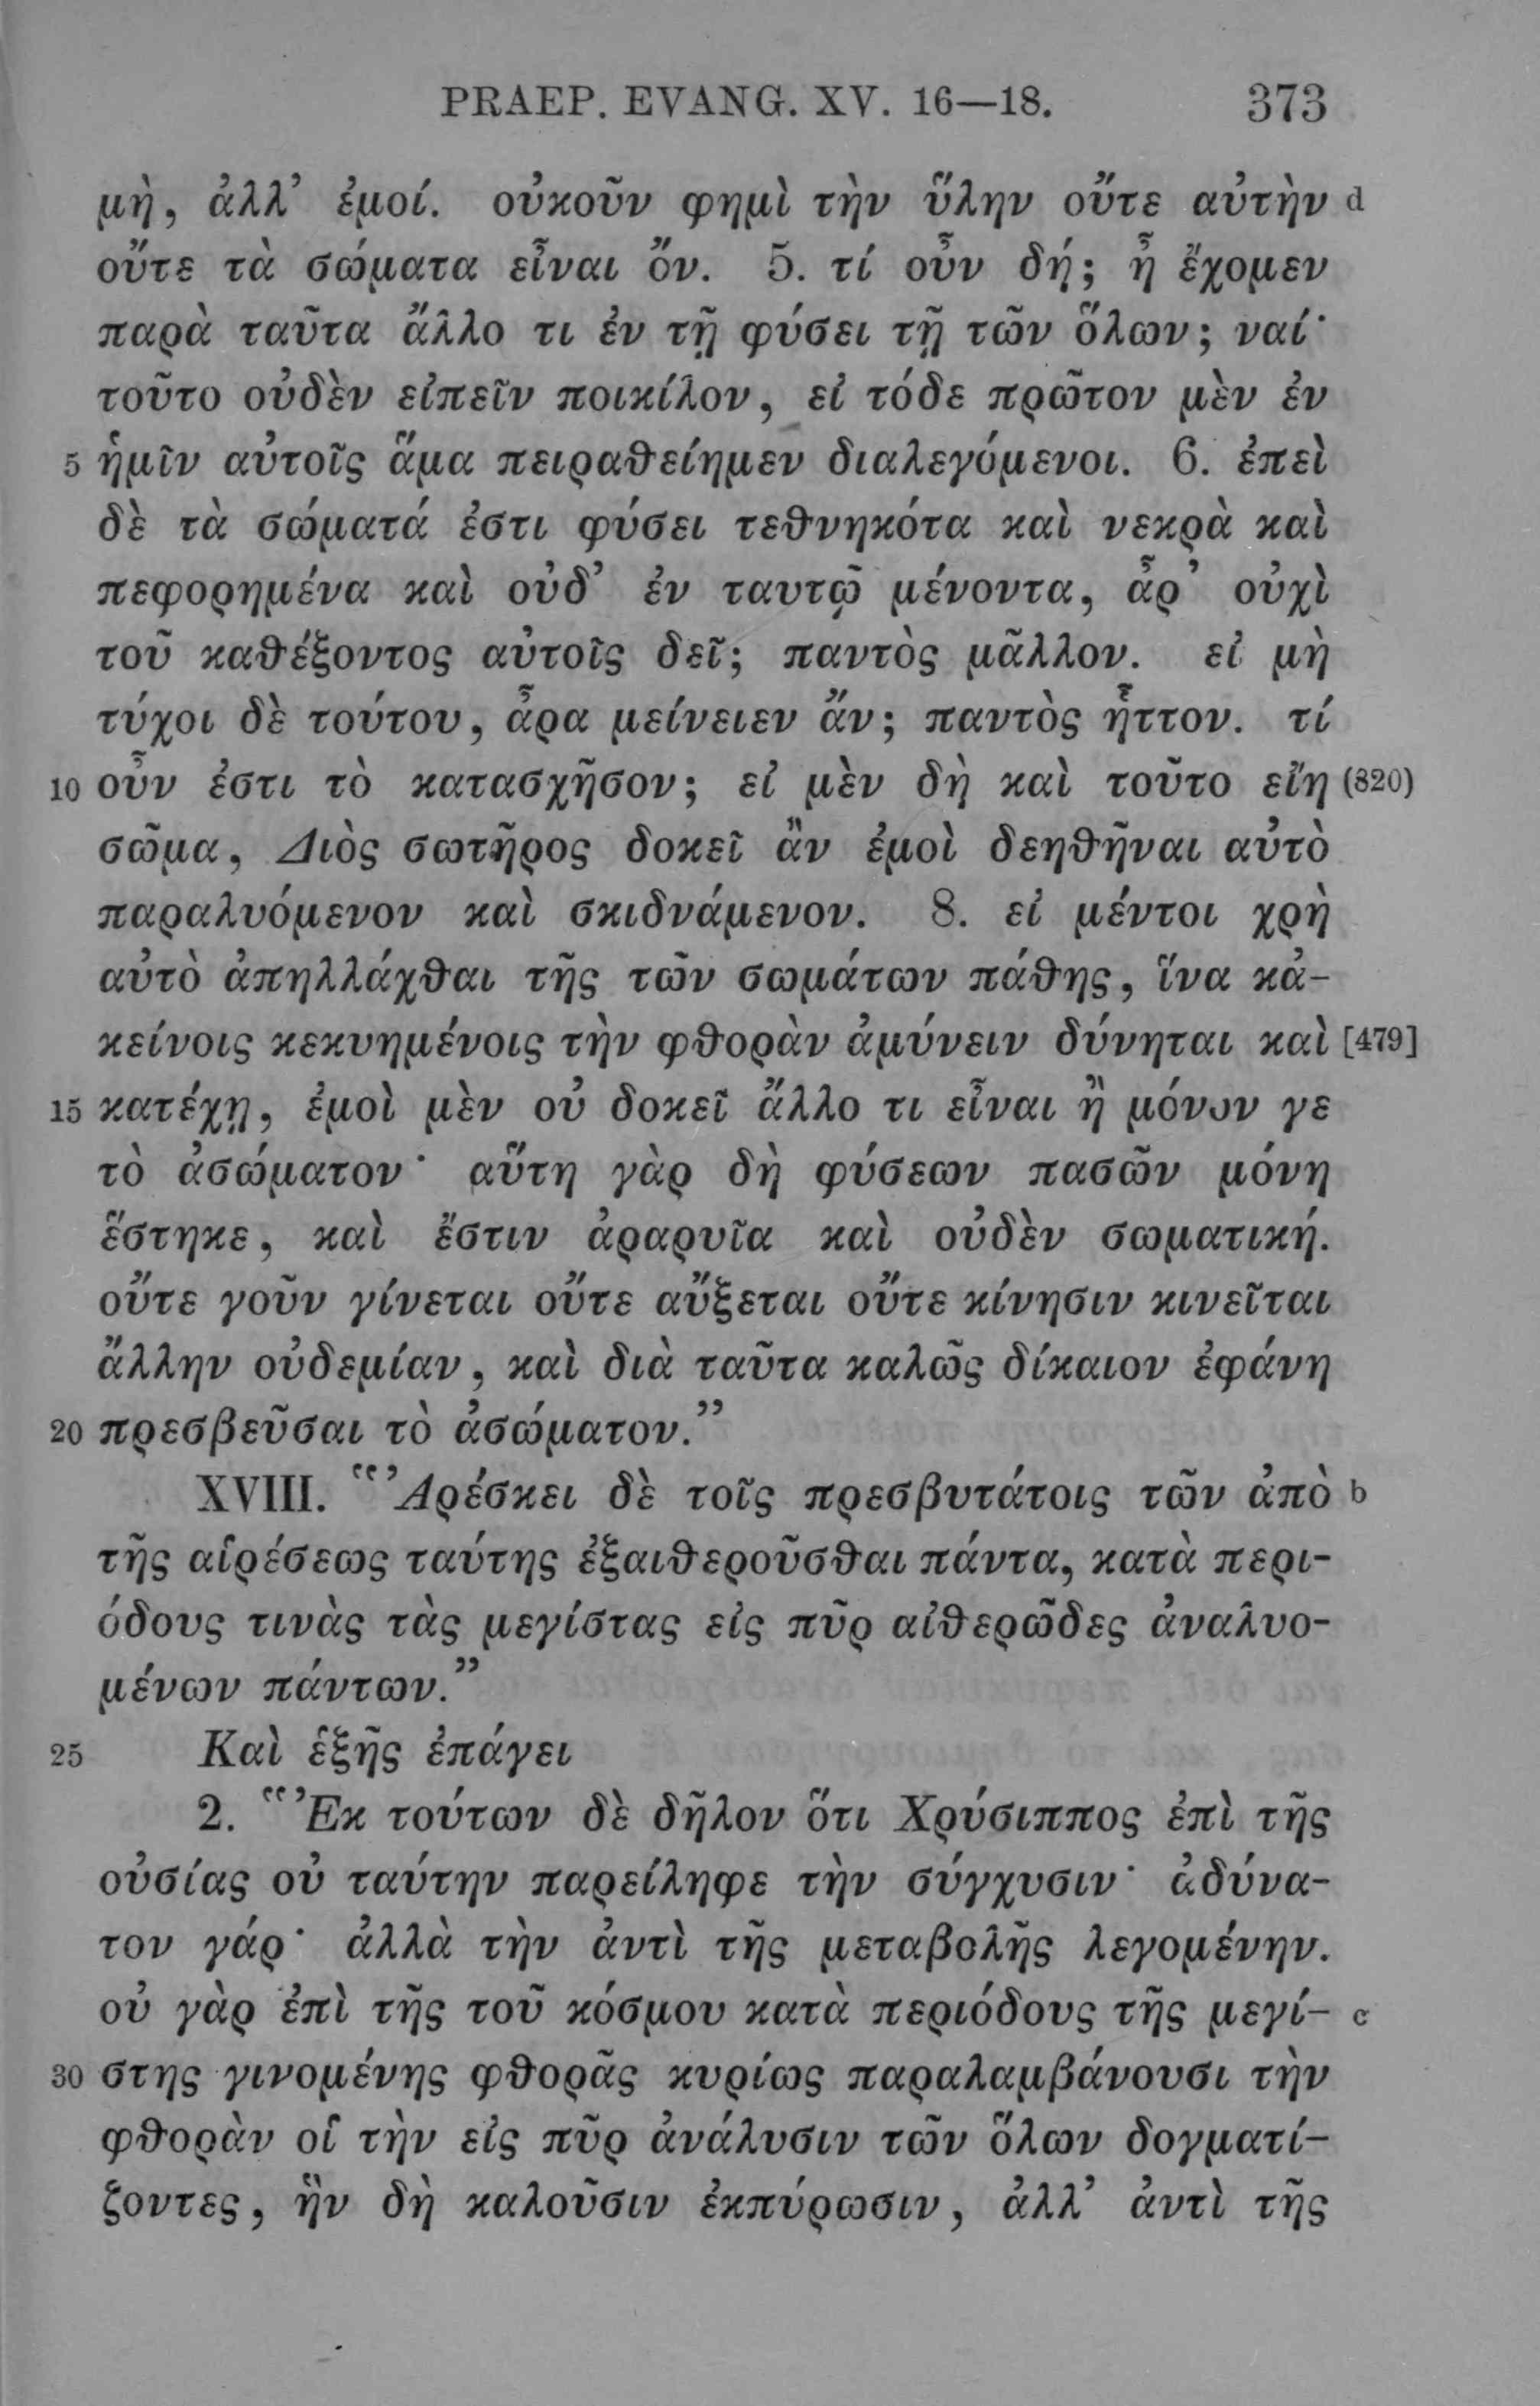 PRAEP. EVANG. XV. 16—18. 373
μὴ, ἀλλ’ ἐμοί. οὐκοῦν φημὶ τὴν ὕλην οὔτε αὐτὴν d
οὔτε τὰ σώματα εἶναι ὄν. 5. τί οὖν δή; ἦ ἔχομεν
παρὰ ταῦτα ἄλλο τι ἐν τῇ φύσει τῇ τῶν ὅλων; ναί·
τοῦτο οὐδὲν εἰπεῖν ποικίλον, εἰ τόδε πρῶτον μὲν ἐν
5 ἡμῖν αὐτοῖς ἅμα πειραθείημεν διαλεγόμενοι. 6. ἐπεὶ
δὲ τὰ σώματά ἐστι φύσει τεθνηκότα καὶ νεκρὰ καὶ
πεφορημένα καὶ οὐδ’ ἐν ταυτῷ μένοντα, ἆρ’ οὐχὶ
τοῦ καθέξοντος αὐτοῖς δεῖ; παντὸς μᾶλλον. εἰ μὴ
τύχοι δὲ τούτου, ἆρα μείνειεν ἄν; παντὸς ἧττον. τί
10 οὖν ἐστι τὸ κατασχῆσον; εἰ μὲν δὴ καὶ τοῦτο εἴη (820)
σῶμα, Διὸς σωτῆρος δοκεῖ ἂν ἐμοὶ δεηθῆναι αὐτὸ
παραλυόμενον καὶ σκιδνάμενον. 8. εἰ μέντοι χρὴ
αὐτὸ ἀπηλλάχθαι τῆς τῶν σωμάτων πάθης, ἵνα κἀ-
κείνοις κεκυημένοις τὴν φθορὰν ἀμύνειν δύνηται καὶ [479]
15 κατέχῃ, ἐμοὶ μὲν οὐ δοκεῖ ἄλλο τι εἶναι ἢ μόνον γε
τὸ ἀσώματον· αὕτη γὰρ δὴ φύσεων πασῶν μόνη
ἕστηκε, καὶ ἔστιν ἀραρυῖα καὶ οὐδὲν σωματική.
οὔτε γοῦν γίνεται οὔτε αὔξεται οὔτε κίνησιν κινεῖται
ἄλλην οὐδεμίαν, καὶ διὰ ταῦτα καλῶς δίκαιον ἐφάνη
20 πρεσβεῦσαι τὸ ἀσώματον.”
XVIII. “Ἀρέσκει δὲ τοῖς πρεσβυτάτοις τῶν ἀπὸ b
τῆς αἱρέσεως ταύτης ἐξαιθεροῦσθαι πάντα, κατὰ περι-
όδους τινὰς τὰς μεγίστας εἰς πῦρ αἰθερῶδες ἀναλυο-
μένων πάντων.”
25 Καὶ ἑξῆς ἐπάγει
2. “Ἐκ τούτων δὲ δῆλον ὅτι Χρύσιππος ἐπὶ τῆς
οὐσίας οὐ ταύτην παρείληφε τὴν σύγχυσιν· ἀδύνα-
τον γάρ· ἀλλὰ τὴν ἀντὶ τῆς μεταβολῆς λεγομένην.
οὐ γὰρ ἐπὶ τῆς τοῦ κόσμου κατὰ περιόδους τῆς μεγί- c
30 στης γινομένης φθορᾶς κυρίως παραλαμβάνουσι τὴν
φθορὰν οἱ τὴν εἰς πῦρ ἀνάλυσιν τῶν ὅλων δογματί-
ζοντες, ἣν δὴ καλοῦσιν ἐκπύρωσιν, ἀλλ’ ἀντὶ τῆς